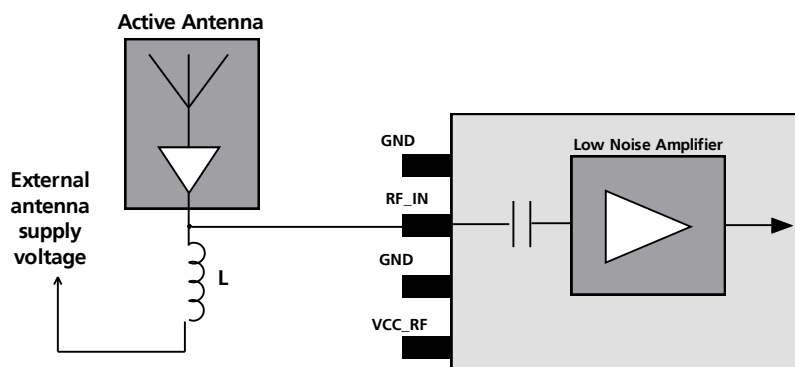 Active Antenna
GND
Low Noise Amplifier
External
antenna
supply
voltage
RF_IN
GND
L
VCC_RF